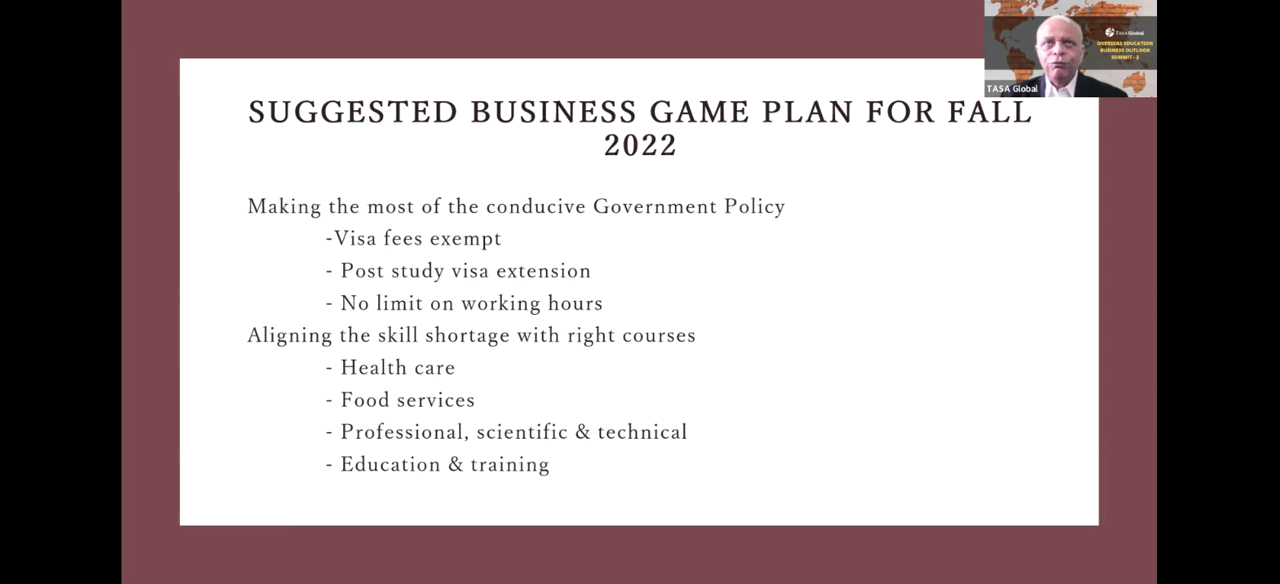 TASA Global
OVERSEAS EDUCATION
BUSINESS OUTLOOK
SUMMIT - 2
TASA Global
SUGGESTED BUSINESS GAME PLAN FOR FALL
2022
Making the most of the conducive Government Policy
-Visa fees exempt
- Post study visa extension
- No limit on working hours
Aligning the skill shortage with right courses
- Health care
- Food services
- Professional, scientific & technical
- Education & training